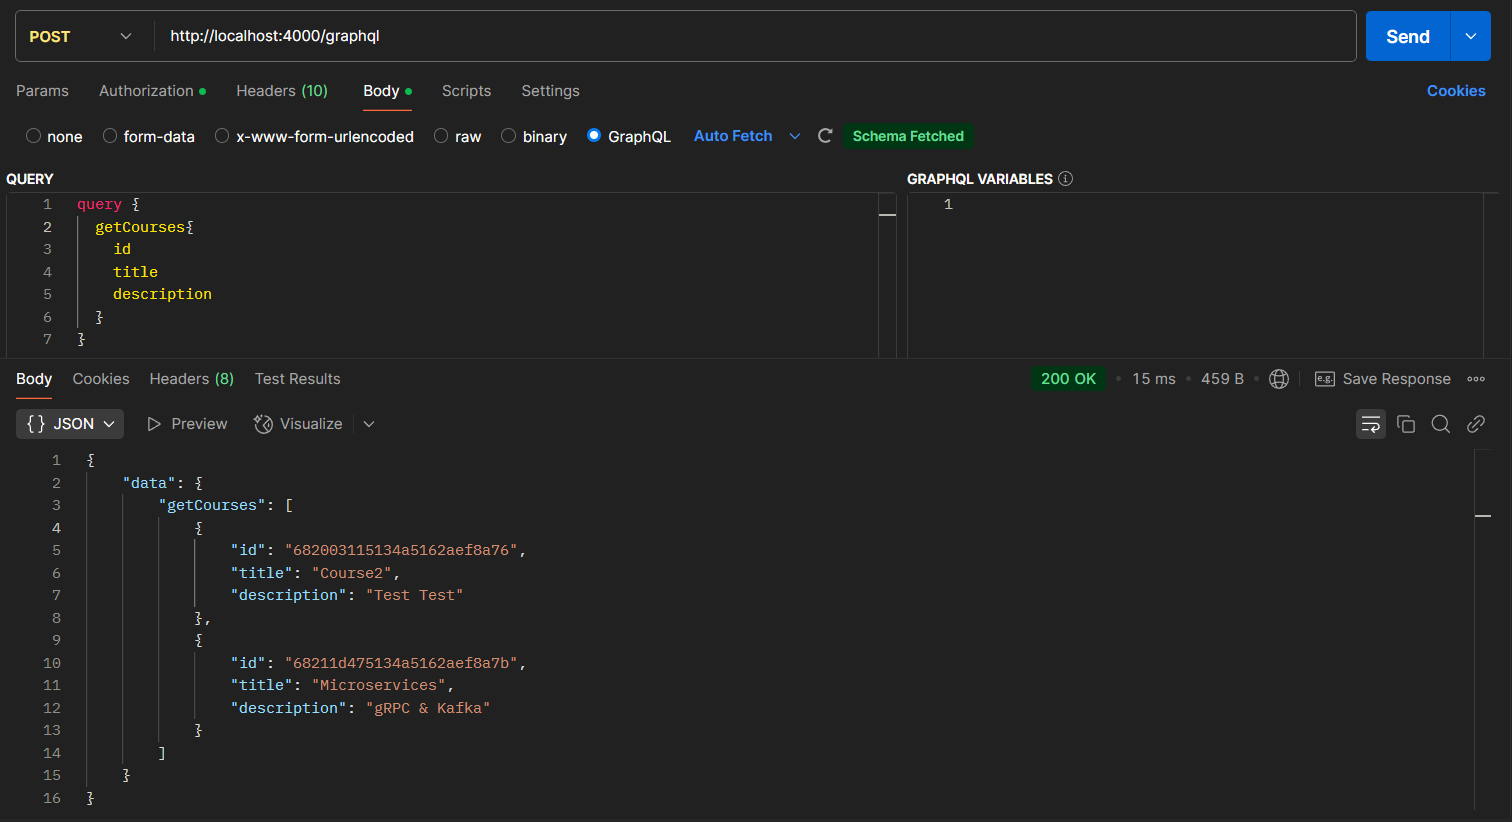 POST http://localhost:4000/graphql Send
Params Authorization Headers (10) Body Scripts Settings Cookies
none form-data x-www-form-urlencoded raw binary GraphQL Auto Fetch Schema Fetched
QUERY
1 query {
2 getCourses{
3 id
4 title
5 description
6 }
7 }
GRAPHQL VARIABLES
1
Body Cookies Headers (8) Test Results 200 OK • 15 ms • 459 B • e.g. Save Response
{} JSON Preview Visualize
1 {
2 "data": {
3 "getCourses": [
4 {
5 "id": "682003115134a5162aef8a76",
6 "title": "Course2",
7 "description": "Test Test"
8 },
9 {
10 "id": "68211d475134a5162aef8a7b",
11 "title": "Microservices",
12 "description": "gRPC & Kafka"
13 }
14 ]
15 }
16 }